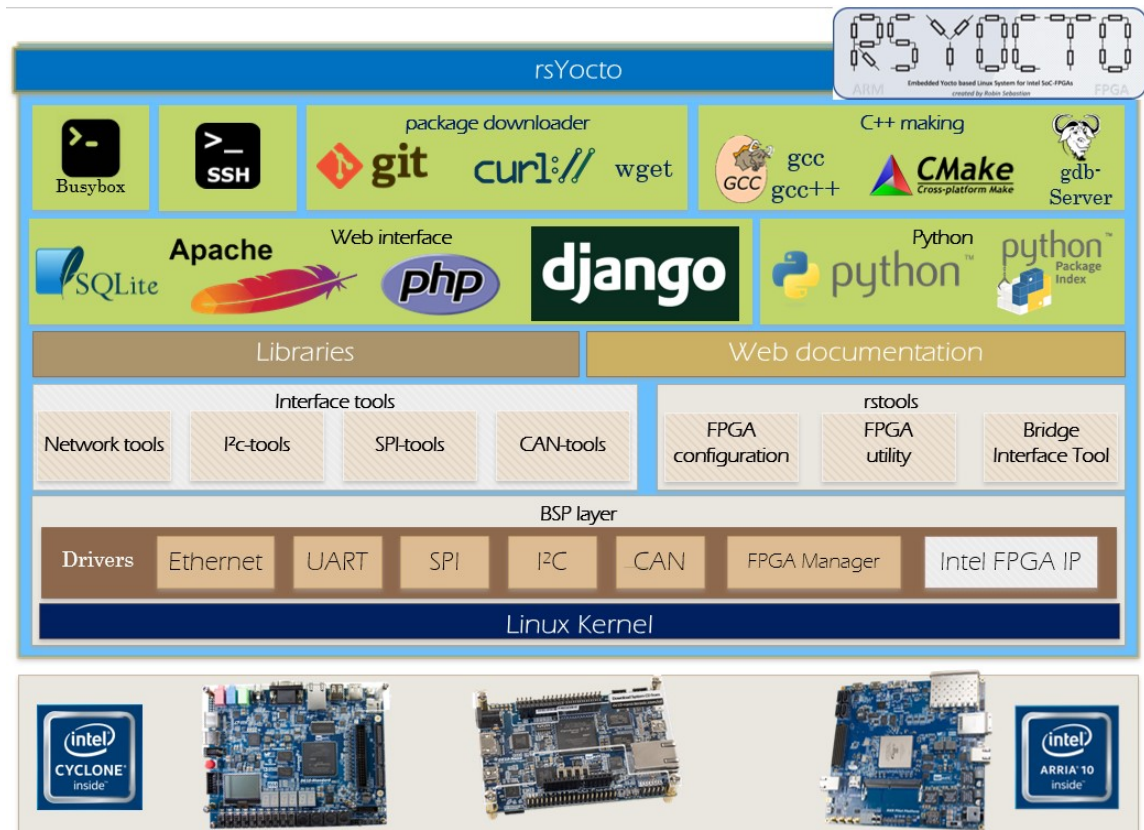 RSYOCTO
ARM
Embedded Yocto based Linux System for Intel SoC-FPGAs
created by Robin Sebastian
FPGA
rsYocto
Busybox
SSH
package downloader
git
curl://
wget
C++ making
GCC
gcc
gcc++
CMake
Cross-platform Make
gdb-
Server
Web interface
SQLite
Apache
php
django
Python
python™
python™
Package
Index
Libraries
Web documentation
Interface tools
Network tools
I²c-tools
SPI-tools
CAN-tools
rstools
FPGA
configuration
FPGA
utility
Bridge
Interface Tool
BSP layer
Drivers
Ethernet
UART
SPI
I²C
CAN
FPGA Manager
Intel FPGA IP
Linux Kernel
intel
CYCLONE®
inside™
intel
ARRIA® 10
inside™